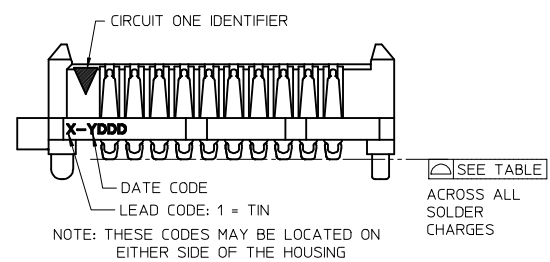 CIRCUIT ONE IDENTIFIER
X-YDDD
DATE CODE
LEAD CODE: 1 = TIN
NOTE: THESE CODES MAY BE LOCATED ON
EITHER SIDE OF THE HOUSING
SEE TABLE
ACROSS ALL
SOLDER
CHARGES